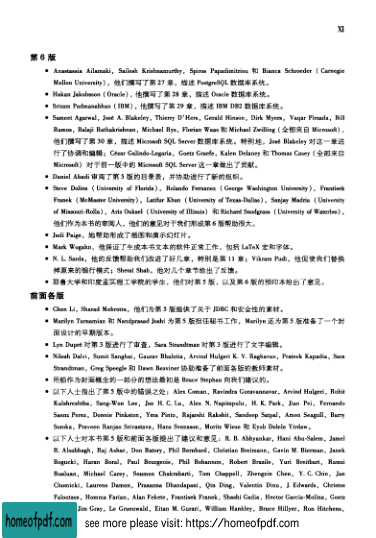 XI
第 6 版
● Anastassia Ailamaki, Sailesh Krishnamurthy, Spiros Papadimitriou 和 Bianca Schroeder ( Carnegie
Mellon University), 他们撰写了第 27 章, 描述 PostgreSQL 数据库系统。
● Hakan Jakobsson (Oracle), 他撰写了第 28 章, 描述 Oracle 数据库系统。
● Sriram Padmanabhan (IBM), 他撰写了第 29 章, 描述 IBM DB2 数据库系统。
● Sameet Agarwal, José A. Blakeley, Thierry D'Hers, Gerald Hinson, Dirk Myers, Vaqar Pirzada, Bill
Ramos, Balaji Rathakrishnan, Michael Rys, Florian Waas 和 Michael Zwilling (全部来自 Microsoft),
他们撰写了第 30 章, 描述 Microsoft SQL Server 数据库系统。特别地, José Blakeley 对这一章进
行了协调和编辑; César Galindo-Legaria, Goetz Graefe, Kalen Delaney 和 Thomas Casey (全部来自
Microsoft) 对于前一版中的 Microsoft SQL Server 这一章做出了贡献。
● Daniel Abadi 审阅了第 5 版的目录表, 并协助进行了新的组织。
● Steve Dolins ( University of Florida), Rolando Fernanez (George Washington University), Frantisek
Franek (McMaster University), Latifur Khan (University of Texas-Dallas), Sanjay Madria (University
of Missouri-Rolla), Aris Ouksel (University of Illinois) 和 Richard Snodgrass (University of Waterloo),
他们作为本书的审阅人, 他们的意见对于我们形成第 6 版帮助很大。
● Judi Paige, 她帮助形成了插图和演示幻灯片。
● Mark Wogahn, 他保证了生成本书文本的软件正常工作, 包括 LaTeX 宏和字体。
● N. L. Sarda, 他的反馈帮助我们改进了好几章, 特别是第 11 章; Vikram Pudi, 他促使我们替换
掉原来的银行模式; Shetal Shah, 他对几个章节给出了反馈。
● 耶鲁大学和印度孟买理工学院的学生, 他们对第 5 版、以及第 6 版的预印本给出了意见。
前面各版
● Chen Li, Sharad Mehrotra, 他们为第 5 版提供了关于 JDBC 和安全性的素材。
● Marilyn Turnamian 和 Nandprasad Joshi 为第 5 版担任秘书工作, Marilyn 还为第 5 版准备了一个封
面设计的早期版本。
● Lyn Dupré 对第 3 版进行了审查, Sara Strandtman 对第 3 版进行了文字编辑。
● Nilesh Dalvi, Sumit Sanghai, Gaurav Bhalotia, Arvind Hulgeri K. V. Raghavan, Prateek Kapadia, Sara
Strandtman, Greg Speegle 和 Dawn Bezviner 协助准备了前面各版的教师素材。
● 用船作为封面概念的一部分的想法最初是 Bruce Stephan 向我们建议的。
● 以下人士指出了第 5 版中的错误之处: Alex Coman, Ravindra Guravannavar, Arvind Hulgeri, Rohit
Kulshreshtha, Sang-Won Lee, Joe H. C. Lu, Alex N. Napitupulu, H. K. Park, Jian Pei, Fernando
Saenz Perez, Donnie Pinkston, Yma Pinto, Rajarshi Rakshit, Sandeep Satpal, Amon Seagull, Barry
Soroka, Praveen Ranjan Srivastava, Hans Svensson, Moritz Wiese 和 Eyob Delele Yirdaw。
● 以下人士对本书第 5 版和前面各版提出了建议和意见: R. B. Abhyankar, Hani Abu-Salem, Jamel
R. Alsabbagh, Raj Ashar, Don Batory, Phil Bernhard, Christian Breimann, Gavin M. Bierman, Janek
Bogucki, Haran Boral, Paul Bourgeois, Phil Bohannon, Robert Brazile, Yuri Breitbart, Ramzi
Bualuan, Michael Carey, Soumen Chakrabarti, Tom Chappell, Zhengxin Chen, Y. C. Chin, Jan
Chomicki, Laurens Damen, Prasanna Dhandapani, Qin Ding, Valentin Dinu, J. Edwards, Christos
Faloutsos, Homma Farian, Alan Fekete, Frantisek Franek, Shashi Gadia, Hector Garcia-Molina, Goetz
Jim Gray, Le Gruenwald, Eitan M. Gurari, William Hankley, Bruce Hillyer, Ron Hitchens,
homeofpdf.com
see more please visit: https://homeofpdf.com